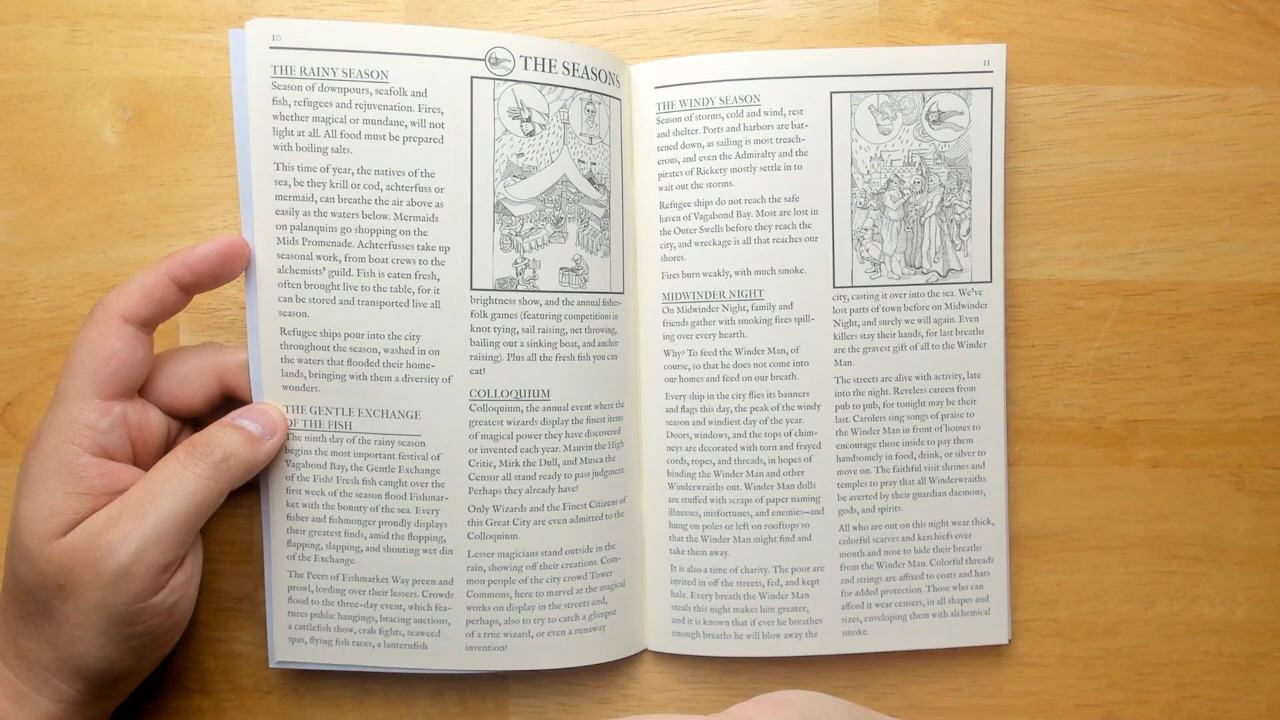 10
THE SEASONS
THE RAINY SEASON
Season of downpours, seafolk and
fish, refugees and rejuvenation. Fires,
whether magical or mundane, will not
light at all. All food must be prepared
with boiling salts.
This time of year, the natives of the
sea, be they krill or cod, achterfuss or
mermaid, can breathe the air above as
easily as the waters below. Mermaids
on palanquins go shopping on the
Mids Promenade. Achterfusses take up
seasonal work, from boat crews to the
alchemists' guild. Fish is eaten fresh,
often brought live to the table, for it
can be stored and transported live all
season.
Refugee ships pour into the city
throughout the season, washed in on
the waters that flooded their home-
lands, bringing with them a diversity of
wonders.
THE GENTLE EXCHANGE
OF THE FISH
The ninth day of the rainy season
begins the most important festival of
Vagabond Bay, the Gentle Exchange
of the Fish! Fresh fish caught over the
first week of the season flood Fishmar-
ket with the bounty of the sea. Every
fisher and fishmonger proudly displays
their greatest finds, amid the flopping,
flapping, slapping, and shouting wet din
of the Exchange.
The Peers of Fishmarket Way preen and
prowl, lording over their lessers. Crowds
flood to the three-day event, which fea-
tures public hangings, bracing auctions,
a cattlefish show, crab fights, seaweed
spas, flying fish races, a lanternfish
brightness show, and the annual fisher-
folk games (featuring competitions in
knot tying, sail raising, net throwing,
bailing out a sinking boat, and anchor
raising). Plus all the fresh fish you can
eat!
COLLOQUIUM
Colloquium, the annual event where the
greatest wizards display the finest items
of magical power they have discovered
or invented each year. Mauvin the High
Critic, Mirk the Dull, and Musca the
Censor all stand ready to pass judgment.
Perhaps they already have!
Only Wizards and the Finest Citizens of
this Great City are even admitted to the
Colloquium.
Lesser magicians stand outside in the
rain, showing off their creations. Com-
mon people of the city crowd Tower
Commons, here to marvel at the magical
works on display in the streets and,
perhaps, also to try to catch a glimpse
of a true wizard, or even a runaway
invention!
11
THE WINDY SEASON
Season of storms, cold and wind, rest
and shelter. Ports and harbors are bat-
tened down, as sailing is most treach-
erous, and even the Admiralty and the
pirates of Rickety mostly settle in to
wait out the storms.
Refugee ships do not reach the safe
haven of Vagabond Bay. Most are lost in
the Outer Swells before they reach the
city, and wreckage is all that reaches our
shores.
Fires burn weakly, with much smoke.
MIDWINDER NIGHT
On Midwinder Night, family and
friends gather with smoking fires spill-
ing over every hearth.
Why? To feed the Winder Man, of
course, so that he does not come into
our homes and feed on our breath.
Every ship in the city flies its banners
and flags this day, the peak of the windy
season and windiest day of the year.
Doors, windows, and the tops of chim-
neys are decorated with torn and frayed
cords, ropes, and threads, in hopes of
binding the Winder Man and other
Winderwraiths out. Winder Man dolls
are stuffed with scraps of paper naming
illnesses, misfortunes, and enemies—and
hung on poles or left on rooftops so
that the Winder Man might find and
take them away.
It is also a time of charity. The poor are
invited in off the streets, fed, and kept
hale. Every breath the Winder Man
steals this night makes him greater,
and it is known that if ever he breathes
enough breaths he will blow away the
city, casting it over into the sea. We've
lost parts of town before on Midwinder
Night, and surely we will again. Even
killers stay their hands, for last breaths
are the gravest gift of all to the Winder
Man.
The streets are alive with activity, late
into the night. Revelers careen from
pub to pub, for tonight may be their
last. Carolers sing songs of praise to
the Winder Man in front of homes to
encourage those inside to pay them
handsomely in food, drink, or silver to
move on. The faithful visit shrines and
temples to pray that all Winderwraiths
be averted by their guardian daemons,
gods, and spirits.
All who are out on this night wear thick,
colorful scarves and kerchiefs over
mouth and nose to hide their breaths
from the Winder Man. Colorful threads
and strings are affixed to coats and hats
for added protection. Those who can
afford it wear censers, in all shapes and
sizes, enveloping them with alchemical
smoke.